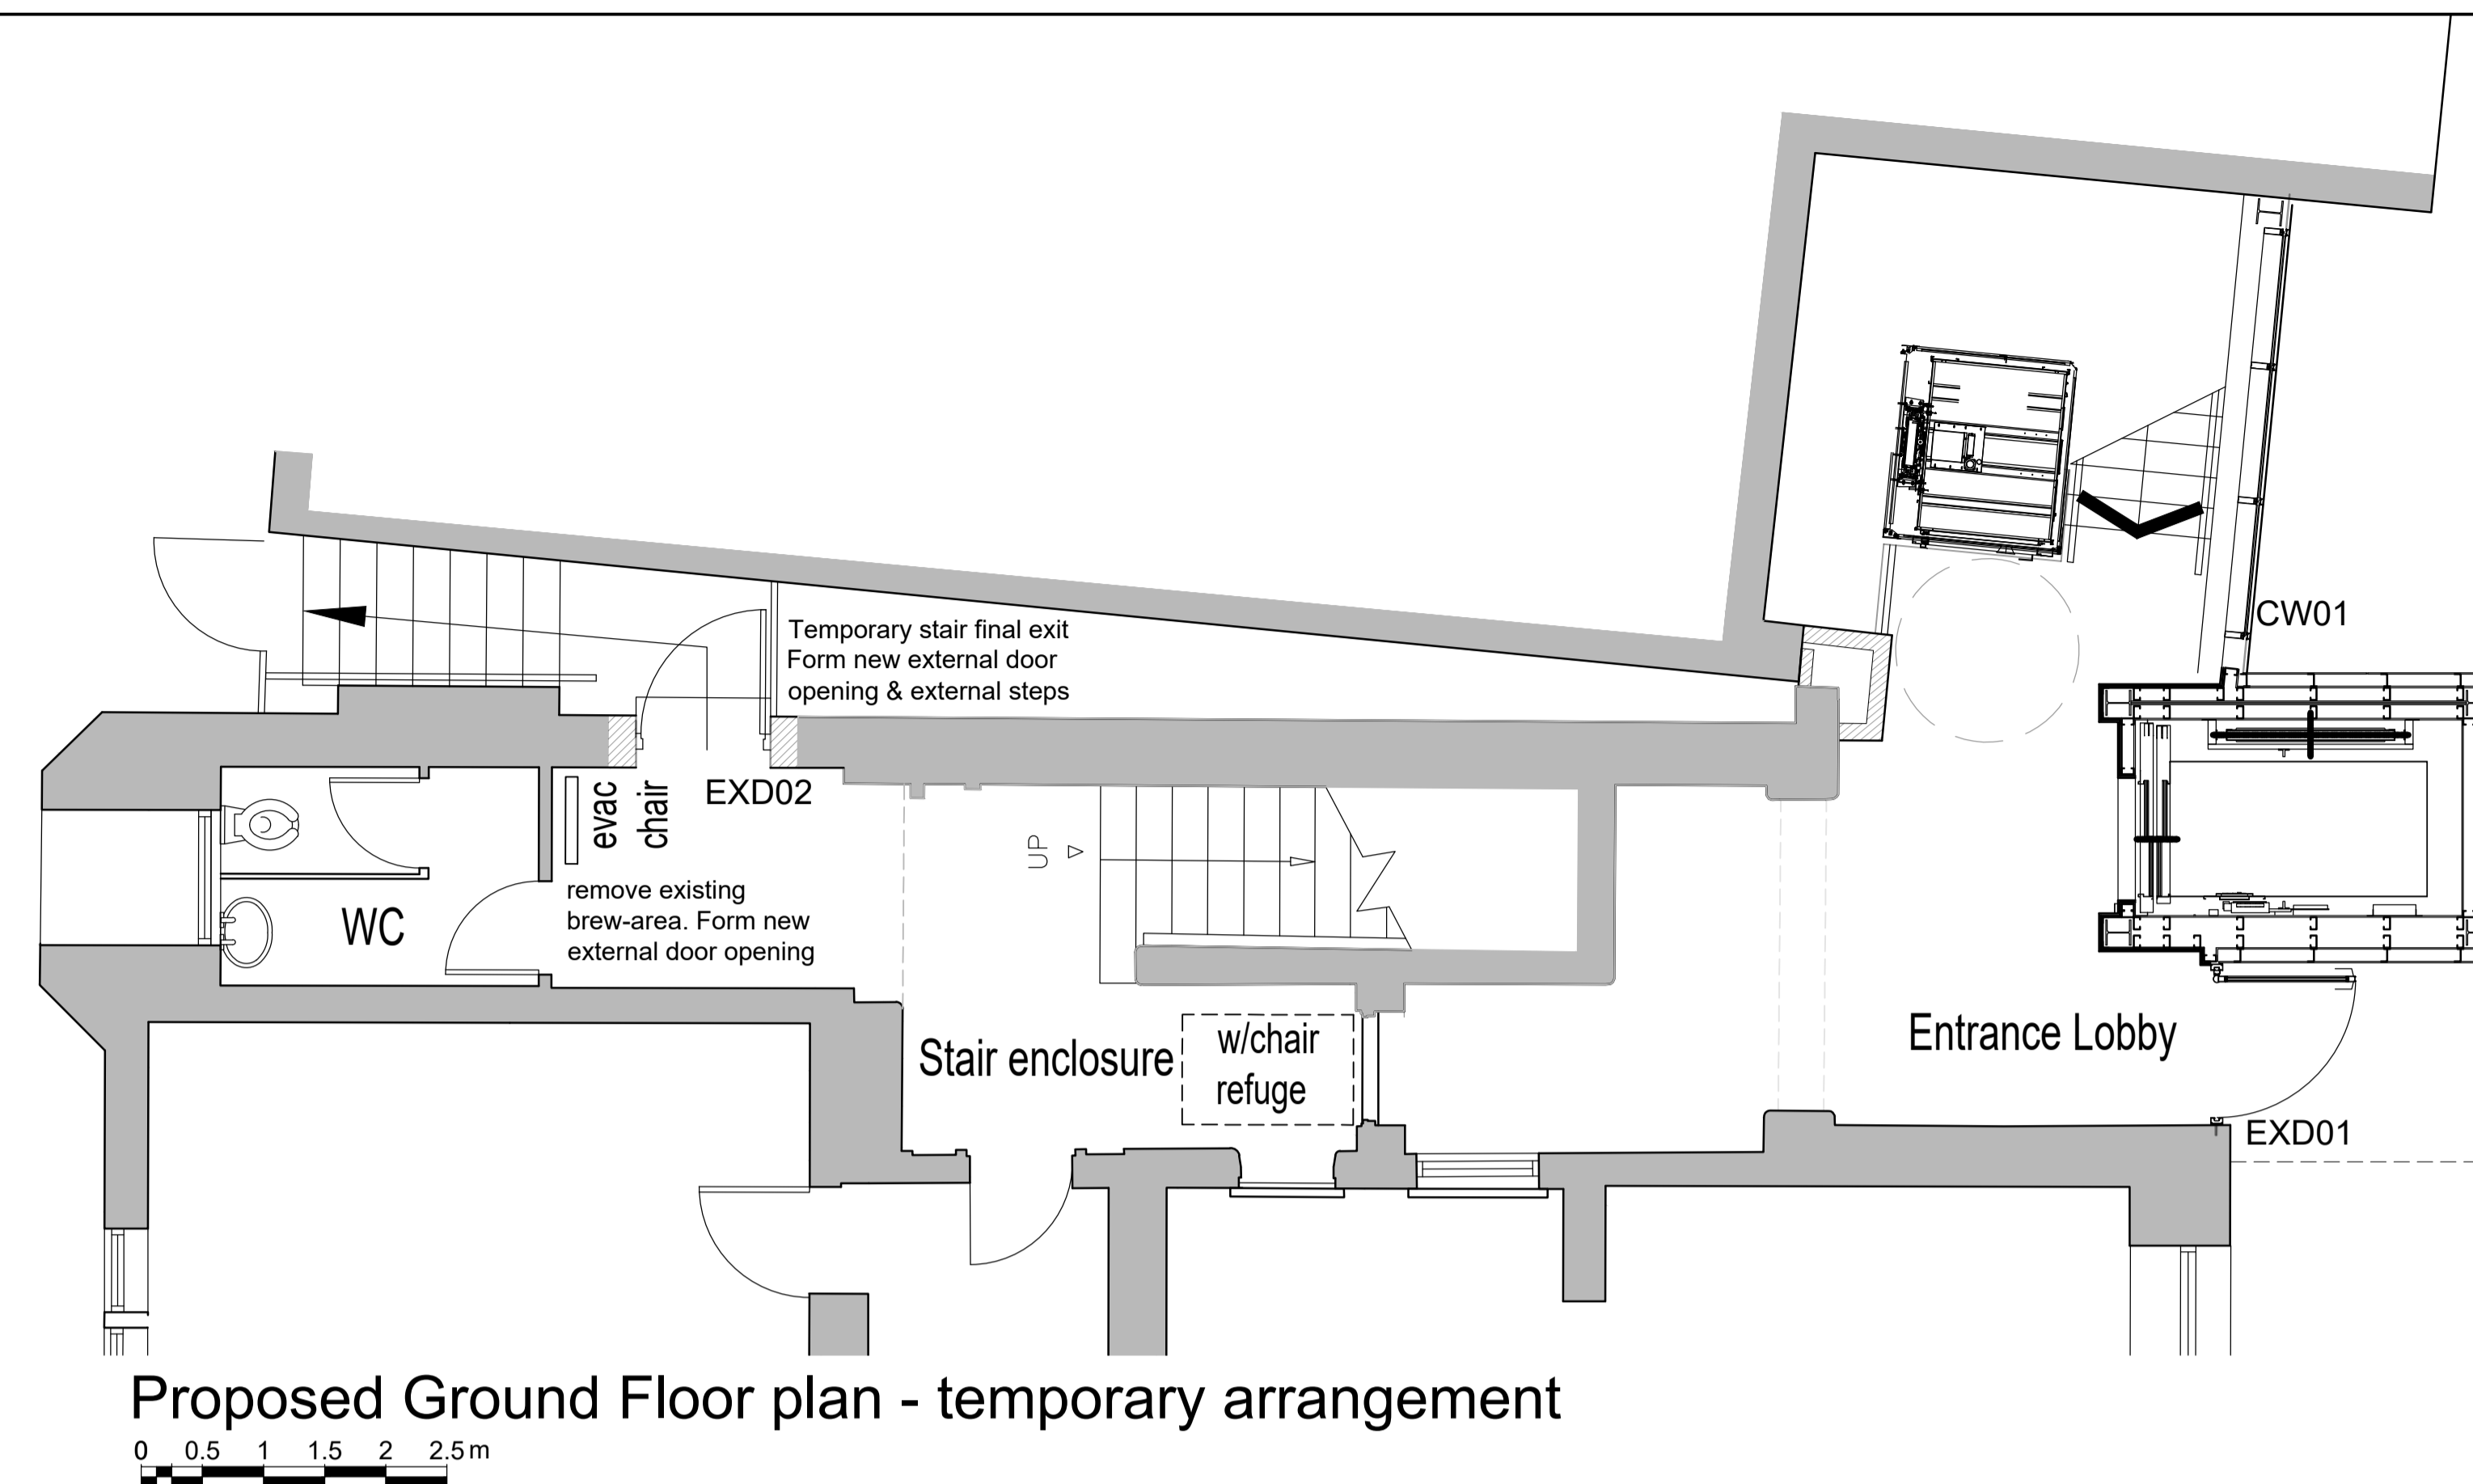 Temporary stair final exit
Form new external door
opening & external steps
CW01
evac
chair
EXD02
UP
remove existing
brew-area. Form new
external door opening
WC
Stair enclosure
w/chair
refuge
Entrance Lobby
EXD01
Proposed Ground Floor plan - temporary arrangement
0 0.5 1 1.5 2 2.5 m